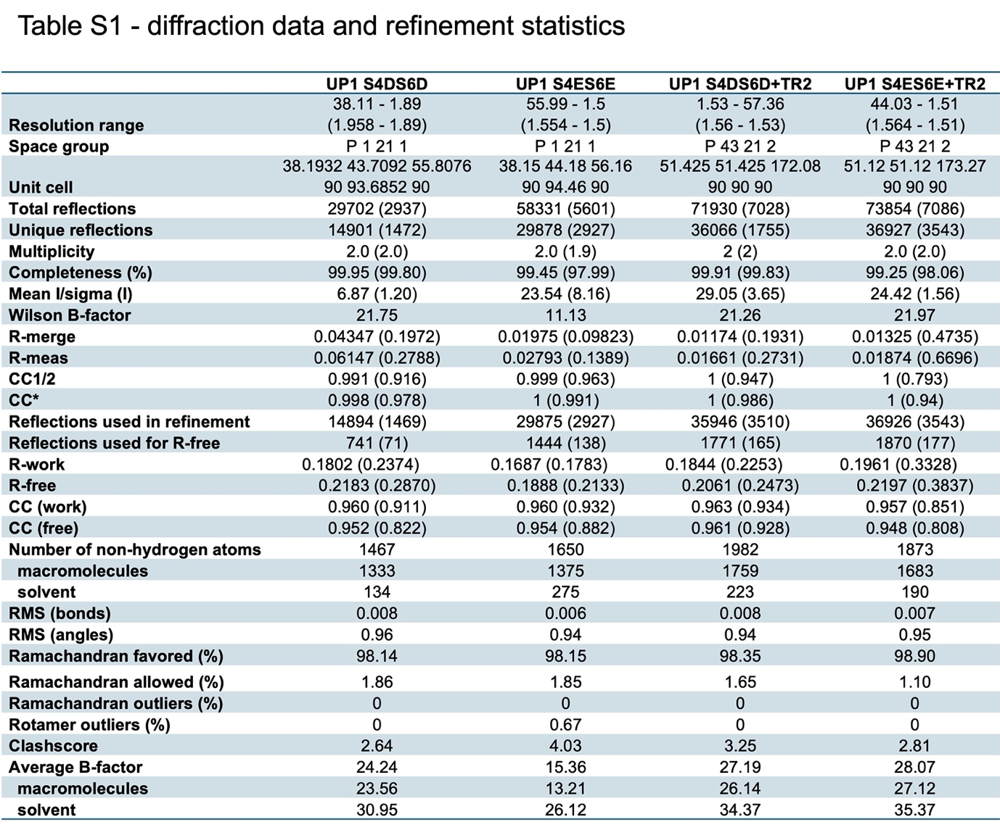 Table S1 - diffraction data and refinement statistics
UP1 S4DS6D UP1 S4ES6E UP1 S4DS6D+TR2 UP1 S4ES6E+TR2
38.11 - 1.89 55.99 - 1.5 1.53 - 57.36 44.03 - 1.51
Resolution range (1.958 - 1.89) (1.554 - 1.5) (1.56 - 1.53) (1.564 - 1.51)
Space group P 1 21 1 P 1 21 1 P 43 21 2 P 43 21 2
38.1932 43.7092 55.8076 38.15 44.18 56.16 51.425 51.425 172.08 51.12 51.12 173.27
Unit cell 90 93.6852 90 90 94.46 90 90 90 90 90 90 90
Total reflections 29702 (2937) 58331 (5601) 71930 (7028) 73854 (7086)
Unique reflections 14901 (1472) 29878 (2927) 36066 (1755) 36927 (3543)
Multiplicity 2.0 (2.0) 2.0 (1.9) 2 (2) 2.0 (2.0)
Completeness (%) 99.95 (99.80) 99.45 (97.99) 99.91 (99.83) 99.25 (98.06)
Mean I/sigma (I) 6.87 (1.20) 23.54 (8.16) 29.05 (3.65) 24.42 (1.56)
Wilson B-factor 21.75 11.13 21.26 21.97
R-merge 0.04347 (0.1972) 0.01975 (0.09823) 0.01174 (0.1931) 0.01325 (0.4735)
R-meas 0.06147 (0.2788) 0.02793 (0.1389) 0.01661 (0.2731) 0.01874 (0.6696)
CC1/2 0.991 (0.916) 0.999 (0.963) 1 (0.947) 1 (0.793)
CC* 0.998 (0.978) 1 (0.991) 1 (0.986) 1 (0.94)
Reflections used in refinement 14894 (1469) 29875 (2927) 35946 (3510) 36926 (3543)
Reflections used for R-free 741 (71) 1444 (138) 1771 (165) 1870 (177)
R-work 0.1802 (0.2374) 0.1687 (0.1783) 0.1844 (0.2253) 0.1961 (0.3328)
R-free 0.2183 (0.2870) 0.1888 (0.2133) 0.2061 (0.2473) 0.2197 (0.3837)
CC (work) 0.960 (0.911) 0.960 (0.932) 0.963 (0.934) 0.957 (0.851)
CC (free) 0.952 (0.822) 0.954 (0.882) 0.961 (0.928) 0.948 (0.808)
Number of non-hydrogen atoms 1467 1650 1982 1873
macromolecules 1333 1375 1759 1683
solvent 134 275 223 190
RMS (bonds) 0.008 0.006 0.008 0.007
RMS (angles) 0.96 0.94 0.94 0.95
Ramachandran favored (%) 98.14 98.15 98.35 98.90
Ramachandran allowed (%) 1.86 1.85 1.65 1.10
Ramachandran outliers (%) 0 0 0 0
Rotamer outliers (%) 0 0.67 0 0
Clashscore 2.64 4.03 3.25 2.81
Average B-factor 24.24 15.36 27.19 28.07
macromolecules 23.56 13.21 26.14 27.12
solvent 30.95 26.12 34.37 35.37